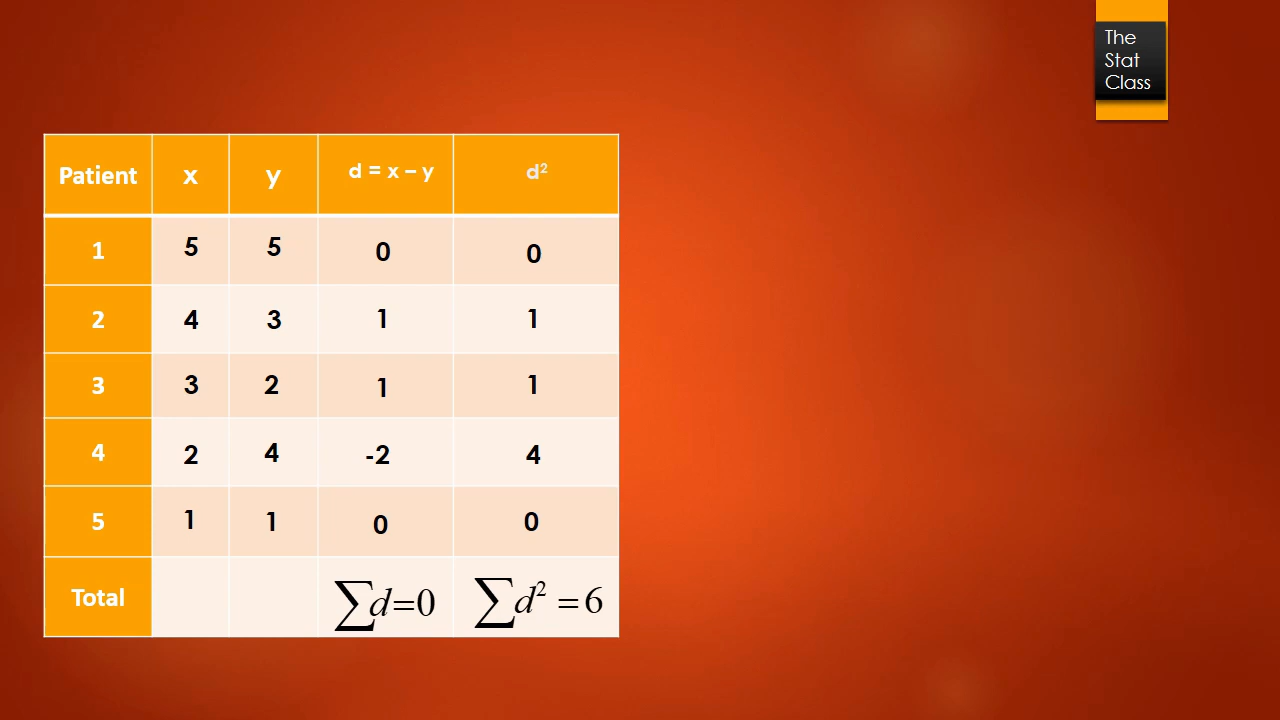 The
Stat
Class
Patient x y d = x – y d²
1 5 5 0 0
2 4 3 1 1
3 3 2 1 1
4 2 4 -2 4
5 1 1 0 0
Total ∑d=0 ∑d² = 6